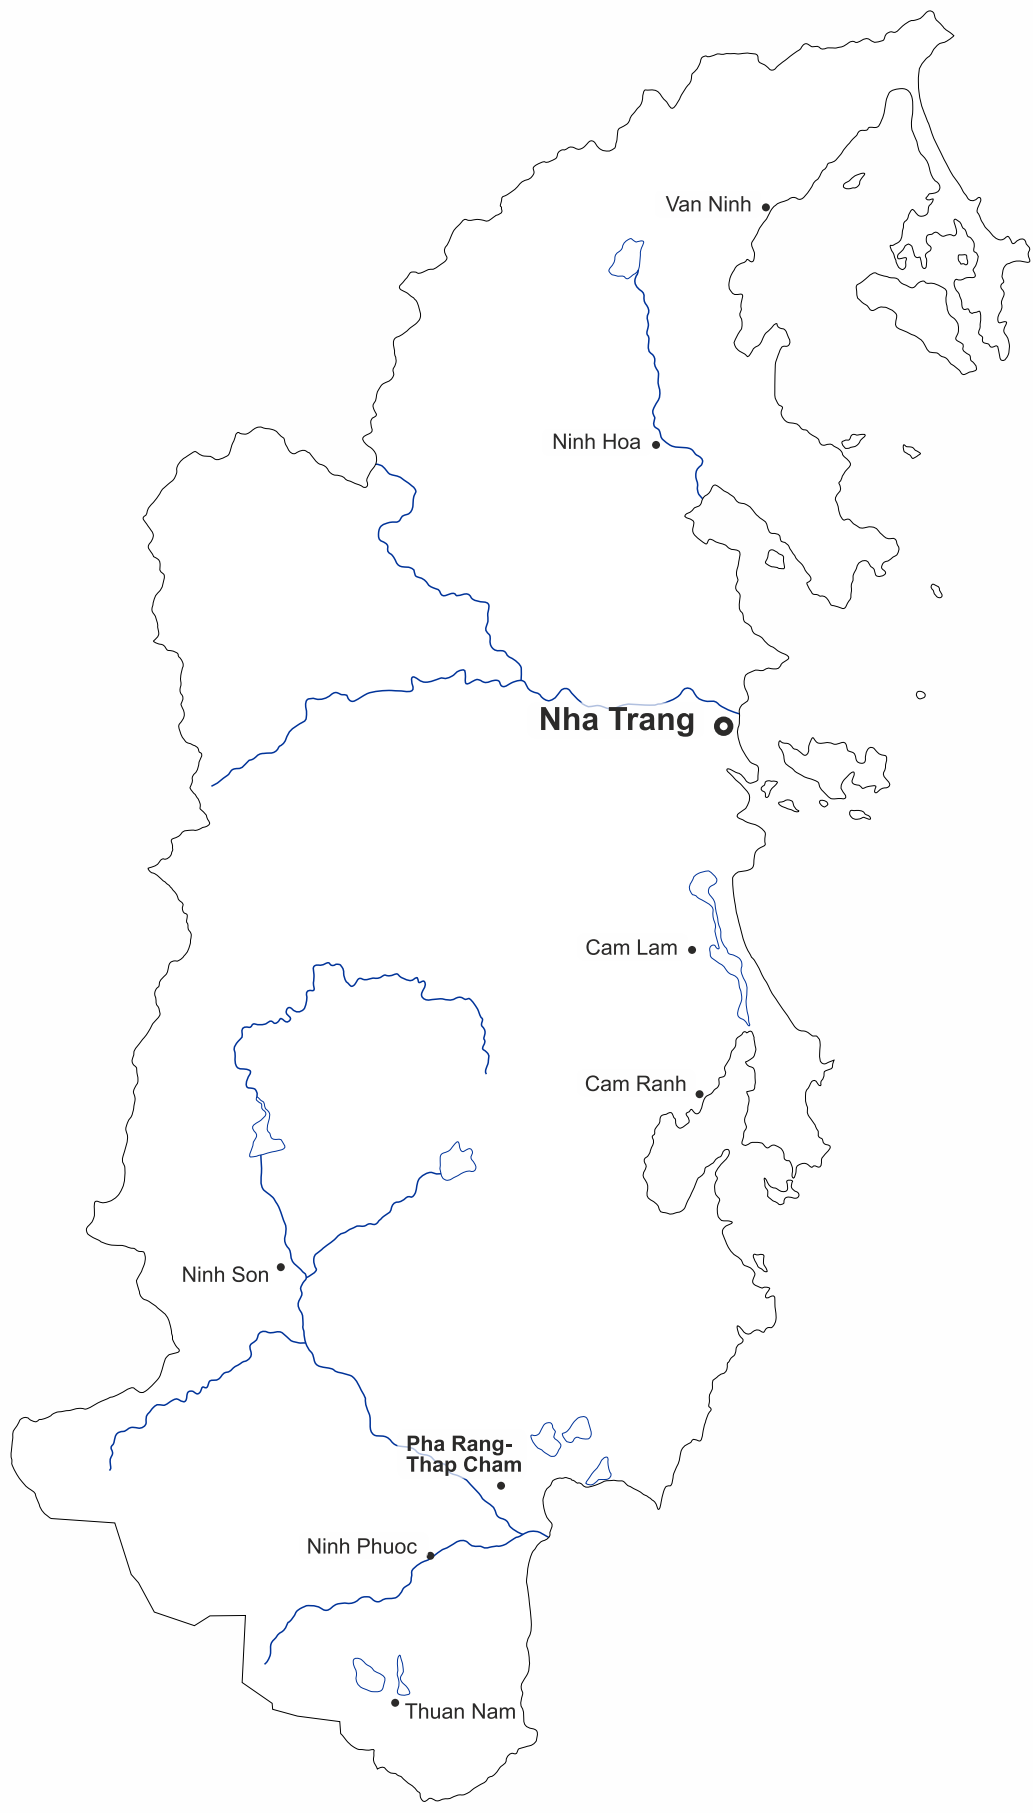 Van Ninh
Ninh Hoa
Nha Trang
Cam Lam
Cam Ranh
Ninh Son
Pha Rang-
Thap Cham
Ninh Phuoc
Thuan Nam